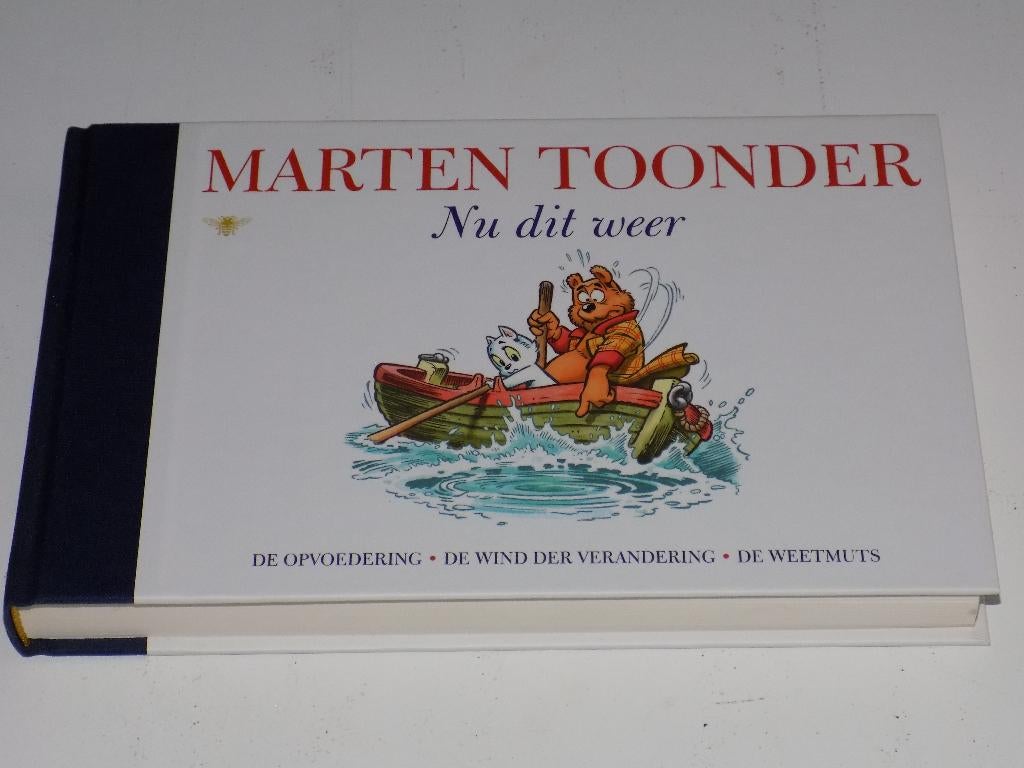 MARTEN TOONDER
Nu dit weer
DE OPVOEDERING • DE WIND DER VERANDERING • DE WEETMUTS